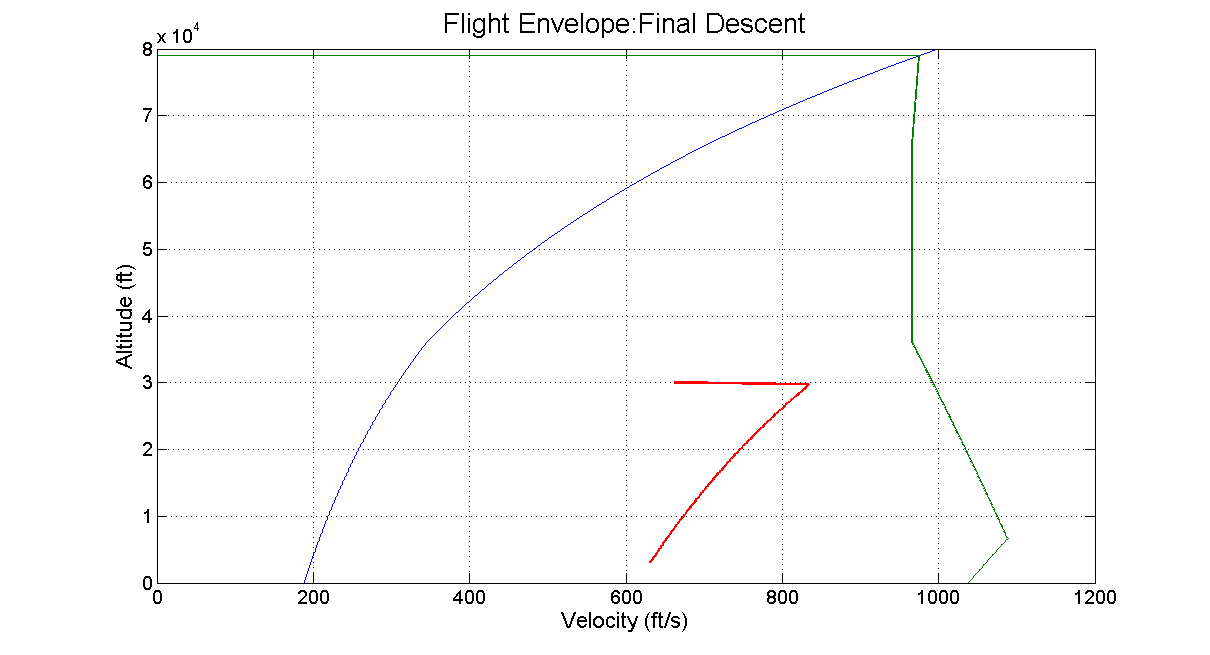 Flight Envelope:Final Descent
x 10^4
8
7
6
5
4
3
2
1
0
Altitude (ft)
0 200 400 600 800 1000 1200
Velocity (ft/s)